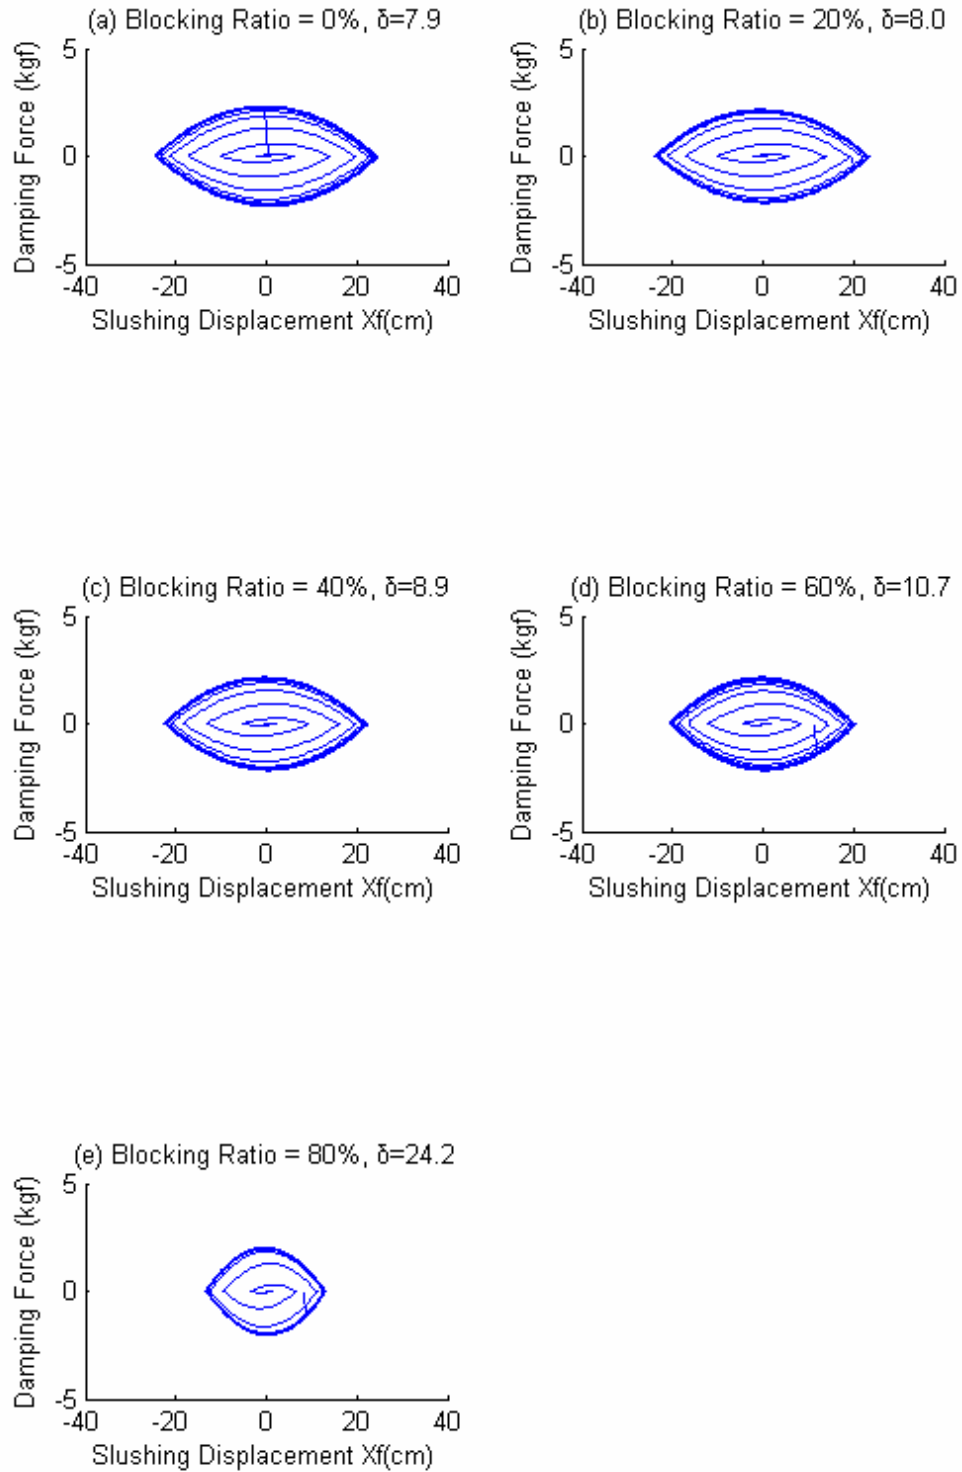 (a) Blocking Ratio = 0%, δ=7.9
Damping Force (kgf)
5
0
-5
-40 -20 0 20 40
Slushing Displacement Xf(cm)
(b) Blocking Ratio = 20%, δ=8.0
Damping Force (kgf)
5
0
-5
-40 -20 0 20 40
Slushing Displacement Xf(cm)
(c) Blocking Ratio = 40%, δ=8.9
Damping Force (kgf)
5
0
-5
-40 -20 0 20 40
Slushing Displacement Xf(cm)
(d) Blocking Ratio = 60%, δ=10.7
Damping Force (kgf)
5
0
-5
-40 -20 0 20 40
Slushing Displacement Xf(cm)
(e) Blocking Ratio = 80%, δ=24.2
Damping Force (kgf)
5
0
-5
-40 -20 0 20 40
Slushing Displacement Xf(cm)